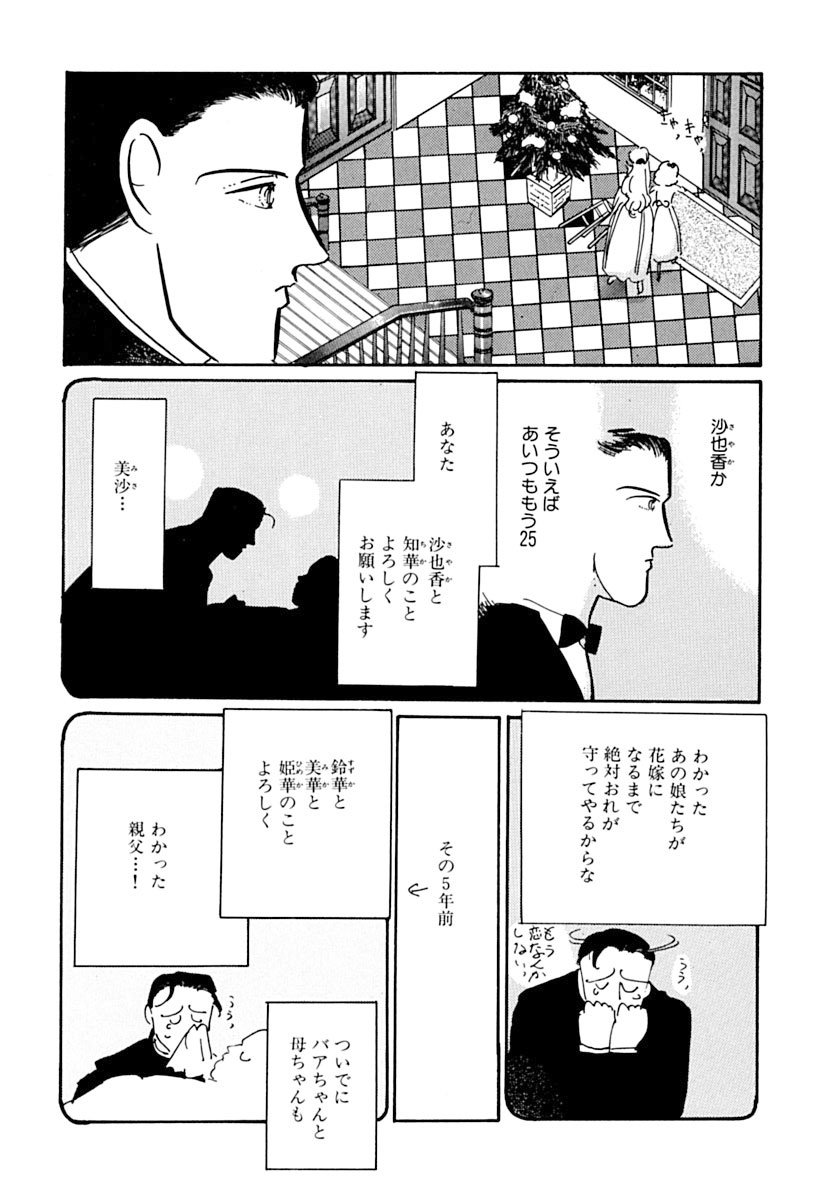 きゃっ
きゃっ
沙也香か
そういえば
あいつももう25
あなた
沙也香と
知華のこと
よろしく
お願いします
美沙…
わかった
あの娘たちが
花嫁に
なるまで
絶対おれが
守ってやるからな
うう、
もう
恋なんか
しないっ
その5年前
鈴華と
美華と
姫華のこと
よろしく
わかった
親父…！
うう、
ついでに
バアちゃんと
母ちゃんも